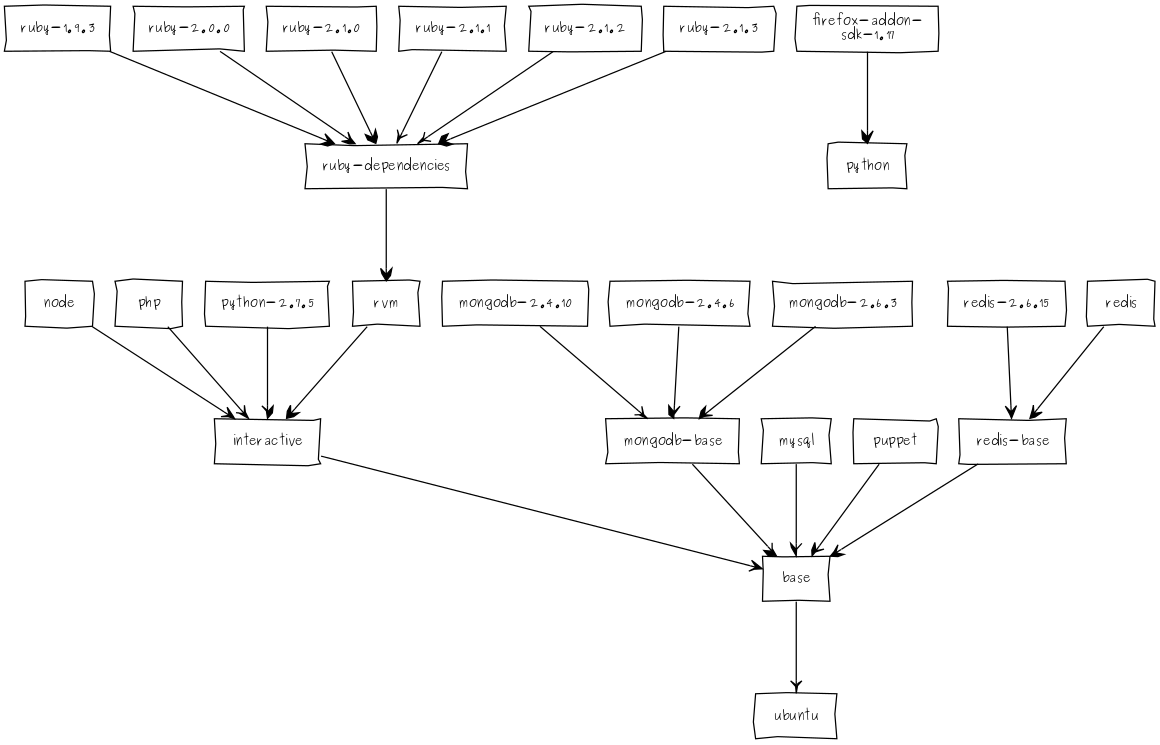 ruby-1.9.3
ruby-2.0.0
ruby-2.1.0
ruby-2.1.1
ruby-2.1.2
ruby-2.1.3
firefox-addon-
sdk-1.17
ruby-dependencies
python
node
php
python-2.7.5
rvm
mongodb-2.4.10
mongodb-2.4.6
mongodb-2.6.3
redis-2.6.15
redis
interactive
mongodb-base
mysql
puppet
redis-base
base
ubuntu